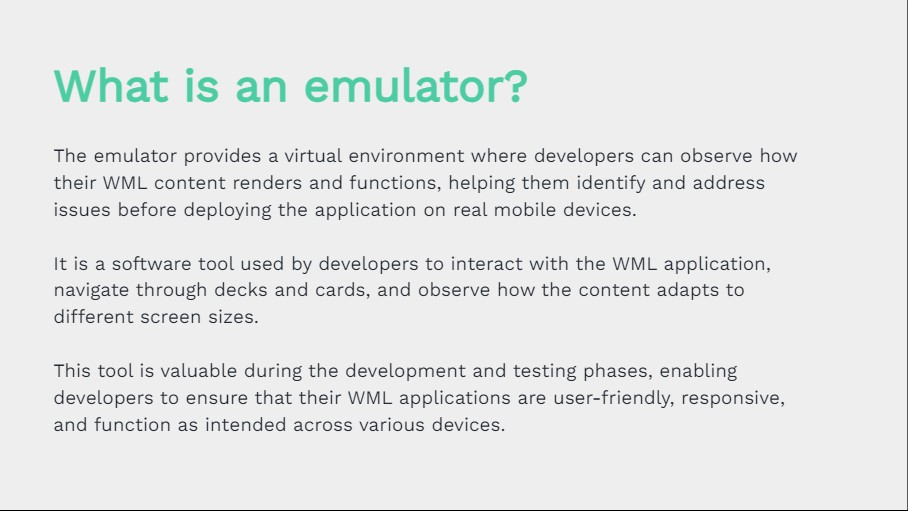 What is an emulator?
The emulator provides a virtual environment where developers can observe how
their WML content renders and functions, helping them identify and address
issues before deploying the application on real mobile devices.
It is a software tool used by developers to interact with the WML application,
navigate through decks and cards, and observe how the content adapts to
different screen sizes.
This tool is valuable during the development and testing phases, enabling
developers to ensure that their WML applications are user-friendly, responsive,
and function as intended across various devices.